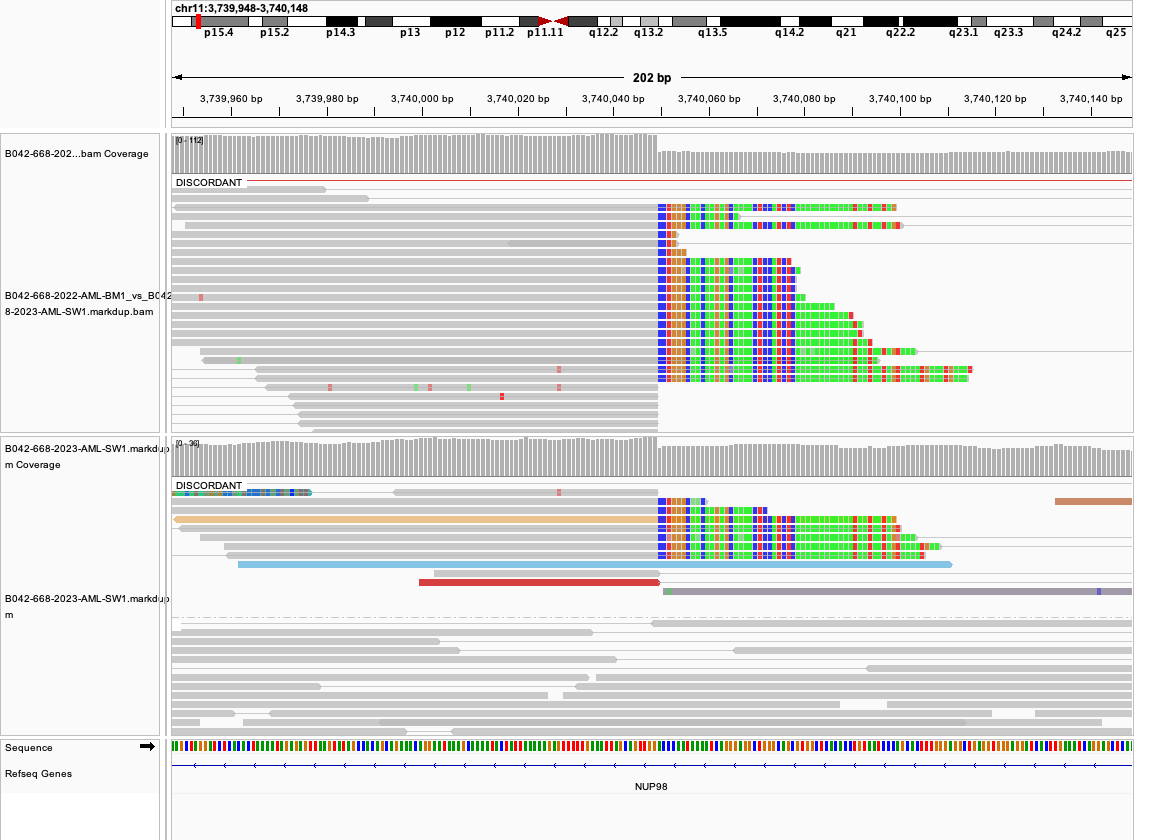 chr11:3,739,948-3,740,148
p15.4 p15.2 p14.3 p13 p12 p11.2 p11.11 q12.2 q13.2 q13.5 q14.2 q21 q22.2 q23.1 q23.3 q24.2 q25
202 bp
3,739,960 bp 3,739,980 bp 3,740,000 bp 3,740,020 bp 3,740,040 bp 3,740,060 bp 3,740,080 bp 3,740,100 bp 3,740,120 bp 3,740,140 bp
B042-668-202...bam Coverage
[0 - 112]
DISCORDANT
B042-668-2022-AML-BM1_vs_B042
8-2023-AML-SW1.markdup.bam
B042-668-2023-AML-SW1.markdup
m Coverage
[0 - 36]
DISCORDANT
B042-668-2023-AML-SW1.markdup
m
Sequence
Refseq Genes
NUP98